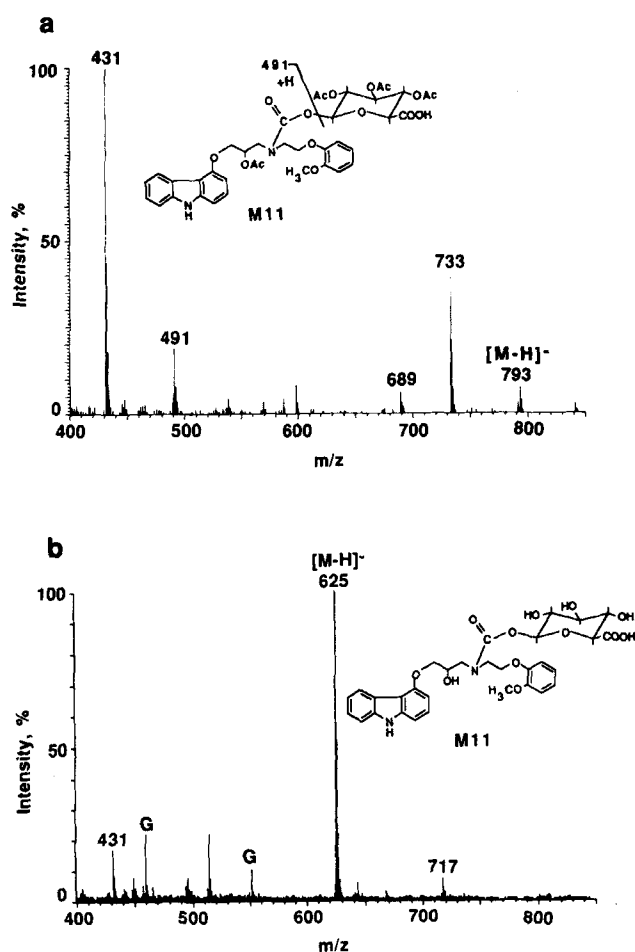 a
431
100
491
+H
AcO
OAc
OAc
O
COOH
O
C
O
N
O
O
OAc
H3CO
N
H
M11
50
0
Intensity, %
491
689
733
[M-H]-
793
400 500 600 700 800
m/z
b
[M-H]-
625
100
HO
HO
OH
O
COOH
O
C
O
N
O
O
OH
H3CO
N
H
M11
50
0
Intensity, %
431
G
G
717
400 500 600 700 800
m/z